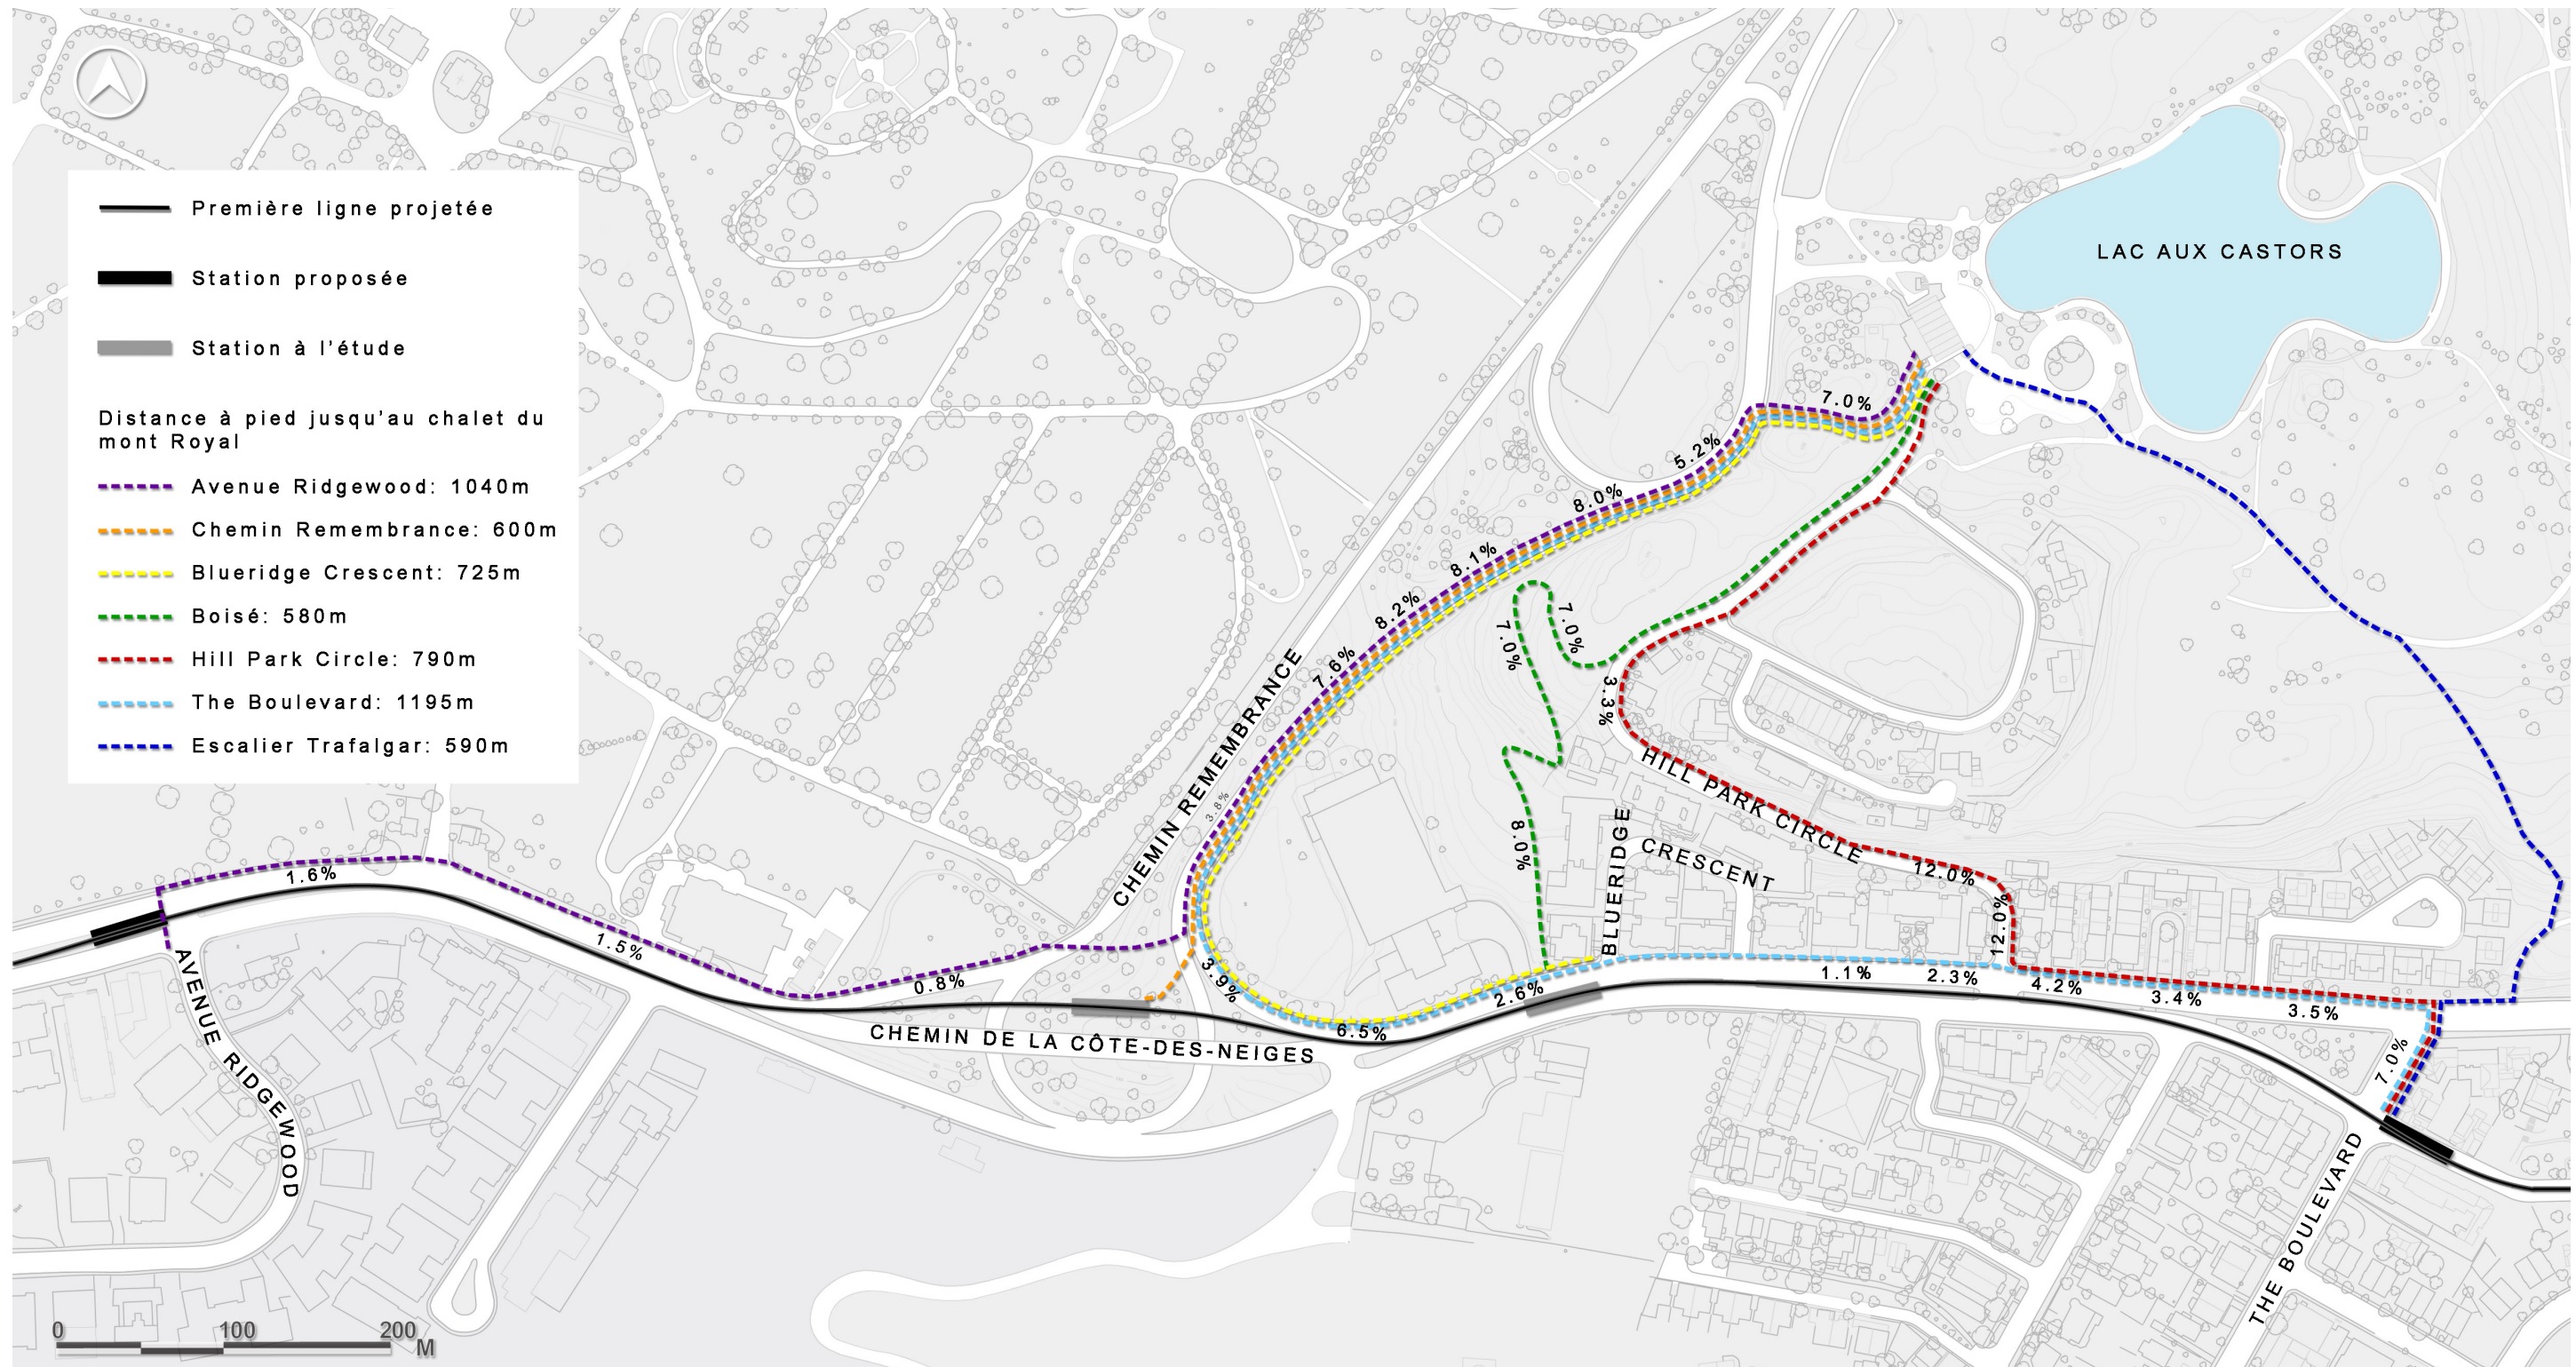 Première ligne projetée
Station proposée
Station à l'étude
Distance à pied jusqu'au chalet du
mont Royal
Avenue Ridgewood: 1040m
Chemin Remembrance: 600m
Blueridge Crescent: 725m
Boisé: 580m
Hill Park Circle: 790m
The Boulevard: 1195m
Escalier Trafalgar: 590m
LAC AUX CASTORS
7.0%
5.2%
8.0%
8.1%
8.2%
7.6%
3.8%
7.0%
7.0%
3.3%
8.0%
CHEMIN REMEMBRANCE
HILL PARK CIRCLE
BLUERIDGE
CRESCENT
12.0%
12.0%
1.6%
1.5%
0.8%
3.9%
6.5%
2.6%
1.1%
2.3%
4.2%
3.4%
3.5%
7.0%
AVENUE RIDGEWOOD
CHEMIN DE LA CÔTE-DES-NEIGES
THE BOULEVARD
0 100 200
M